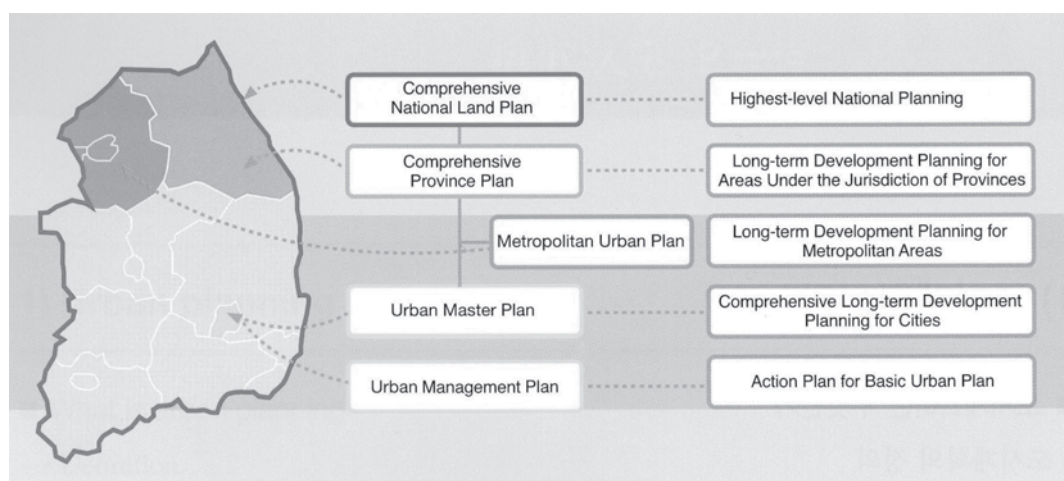 Comprehensive
National Land Plan
Highest-level National Planning
Comprehensive
Province Plan
Long-term Development Planning for
Areas Under the Jurisdiction of Provinces
Metropolitan Urban Plan
Long-term Development Planning for
Metropolitan Areas
Urban Master Plan
Comprehensive Long-term Development
Planning for Cities
Urban Management Plan
Action Plan for Basic Urban Plan